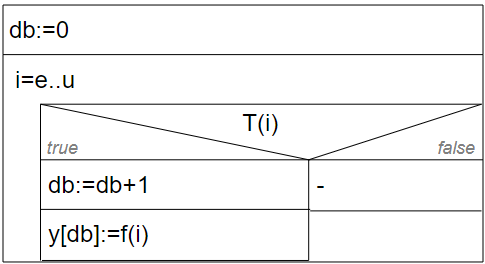 db:=0
i=e..u
T(i)
true
false
db:=db+1
-
y[db]:=f(i)